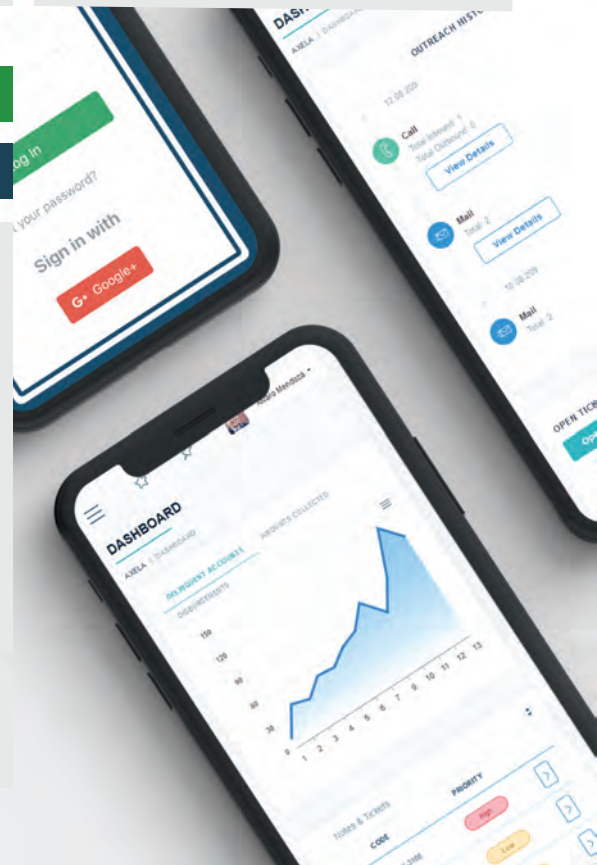 Log in
your password?
Sign in with
G+ Google+
AXELA | DASHBOARD
OUTREACH HISTO
12.08.209
Call
Total Inbound: 1
Total Outbound: 0
View Details
Mail
Total: 2
View Details
10.08.209
Mail
Total: 2
OPEN TICK
Mendoza
DASHBOARD
AXELA | DASHBOARD
DELINQUENT ACCOUNTS
AMOUNTS COLLECTED
DISBURSEMENTS
150
120
90
60
30
0 1 2 3 4 5 6 7 8 9 10 11 12 13
Notes & Tickets
CODE
PRIORITY
High
Low